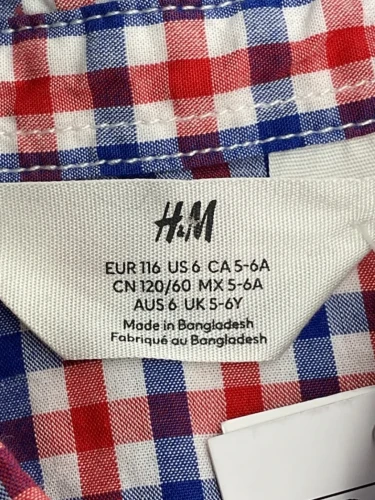 H&M
EUR 116 US 6 CA 5-6A
CN 120/60 MX 5-6A
AUS 6 UK 5-6Y
Made in Bangladesh
Fabriqué au Bangladesh